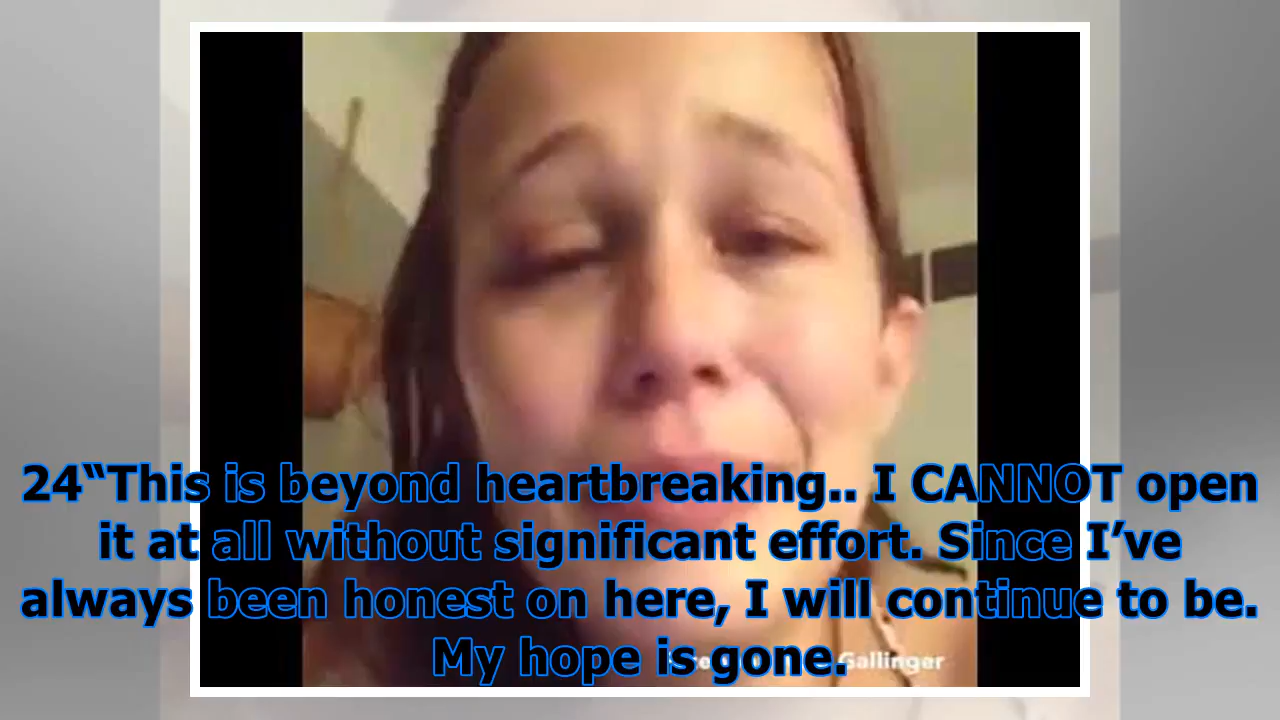 24“This is beyond heartbreaking.. I CANNOT open
it at all without significant effort. Since I’ve
always been honest on here, I will continue to be.
My hope is gone.
Gallinger